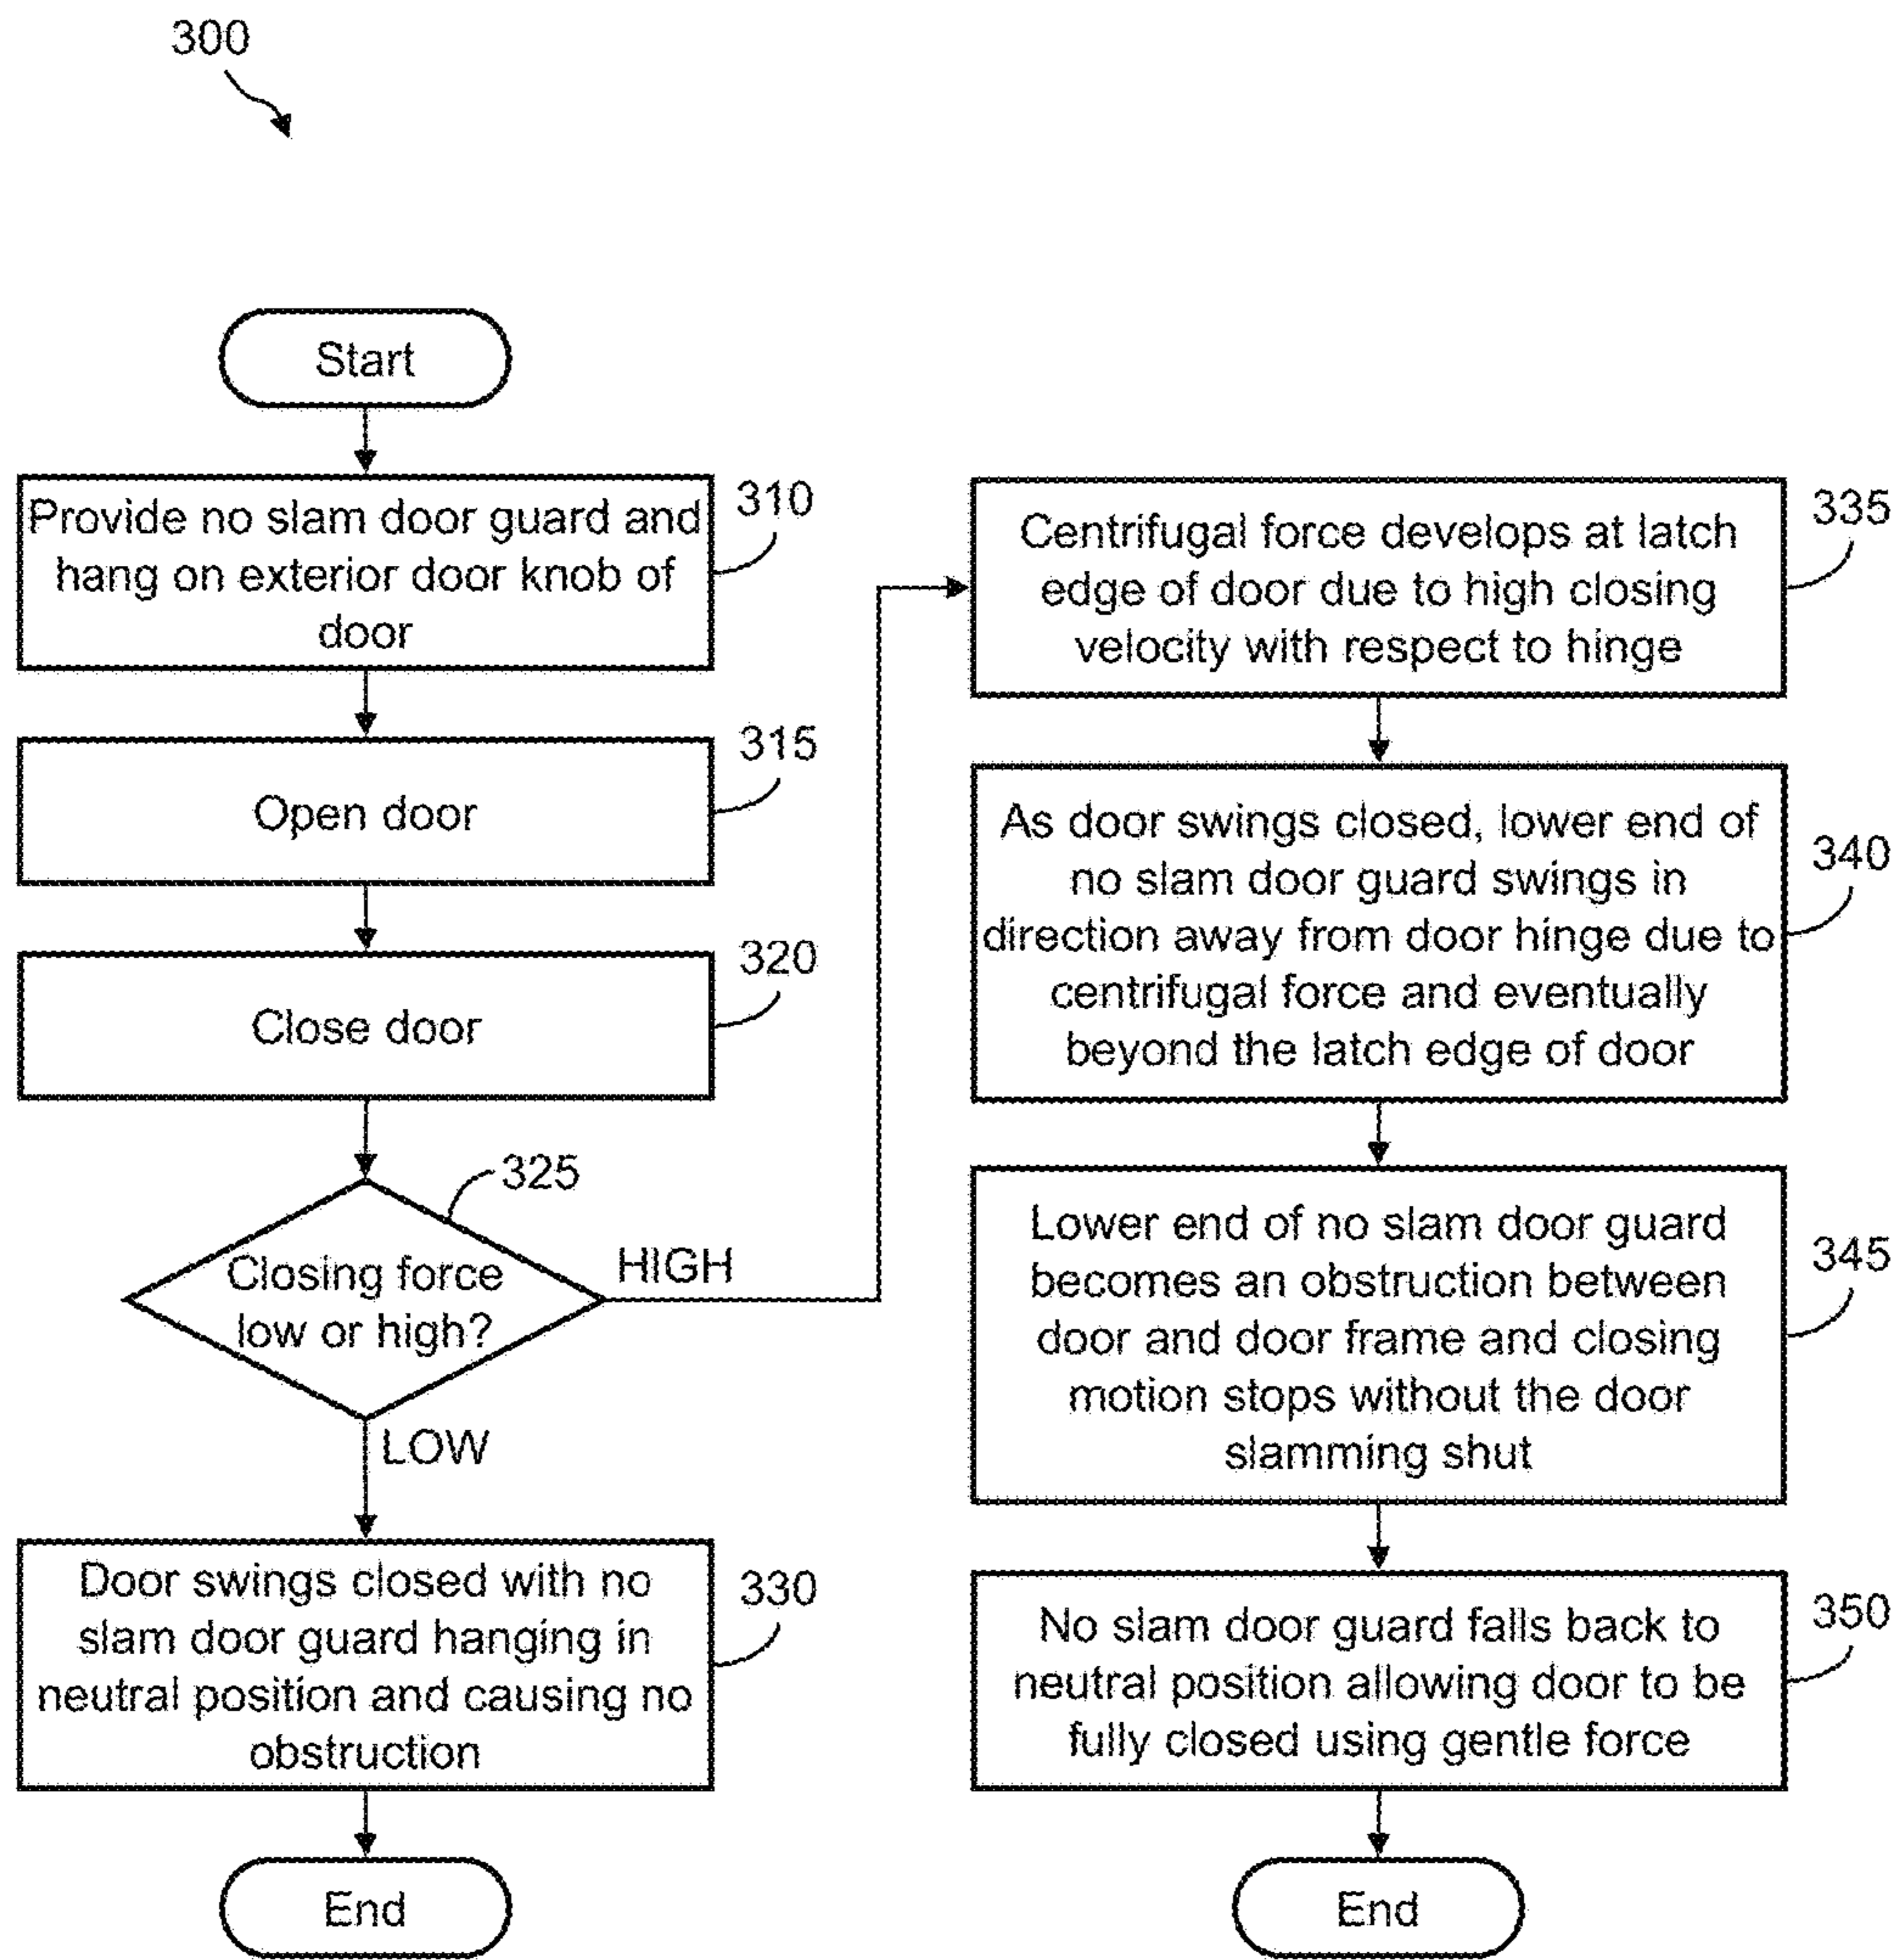 300
Start
Provide no slam door guard and
hang on exterior door knob of
door
310
Open door
315
Close door
320
Closing force
low or high?
325
HIGH
LOW
Door swings closed with no
slam door guard hanging in
neutral position and causing no
obstruction
330
End
Centrifugal force develops at latch
edge of door due to high closing
velocity with respect to hinge
335
As door swings closed, lower end of
no slam door guard swings in
direction away from door hinge due to
centrifugal force and eventually
beyond the latch edge of door
340
Lower end of no slam door guard
becomes an obstruction between
door and door frame and closing
motion stops without the door
slamming shut
345
No slam door guard falls back to
neutral position allowing door to be
fully closed using gentle force
350
End